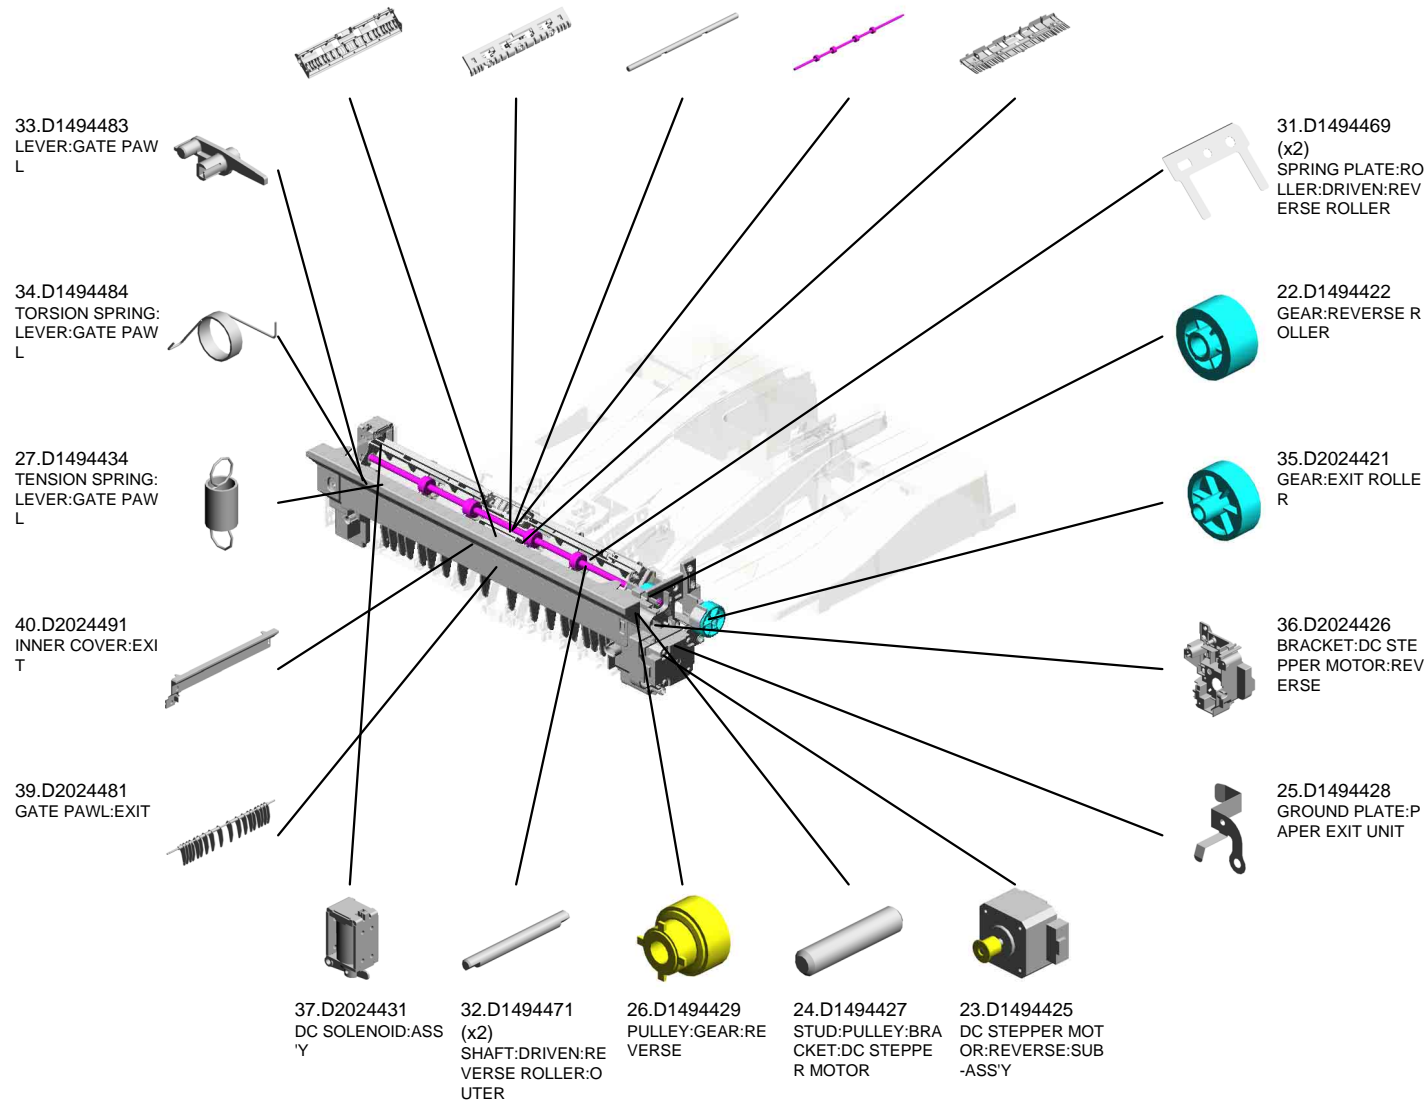 33.D1494483
LEVER:GATE PAW
L
34.D1494484
TORSION SPRING:
LEVER:GATE PAW
L
27.D1494434
TENSION SPRING:
LEVER:GATE PAW
L
40.D2024491
INNER COVER:EXI
T
39.D2024481
GATE PAWL:EXIT
37.D2024431
DC SOLENOID:ASS
'Y
32.D1494471
(x2)
SHAFT:DRIVEN:RE
VERSE ROLLER:O
UTER
26.D1494429
PULLEY:GEAR:RE
VERSE
24.D1494427
STUD:PULLEY:BRA
CKET:DC STEPPE
R MOTOR
23.D1494425
DC STEPPER MOT
OR:REVERSE:SUB
-ASS'Y
31.D1494469
(x2)
SPRING PLATE:RO
LLER:DRIVEN:REV
ERSE ROLLER
22.D1494422
GEAR:REVERSE R
OLLER
35.D2024421
GEAR:EXIT ROLLE
R
36.D2024426
BRACKET:DC STE
PPER MOTOR:REV
ERSE
25.D1494428
GROUND PLATE:P
APER EXIT UNIT